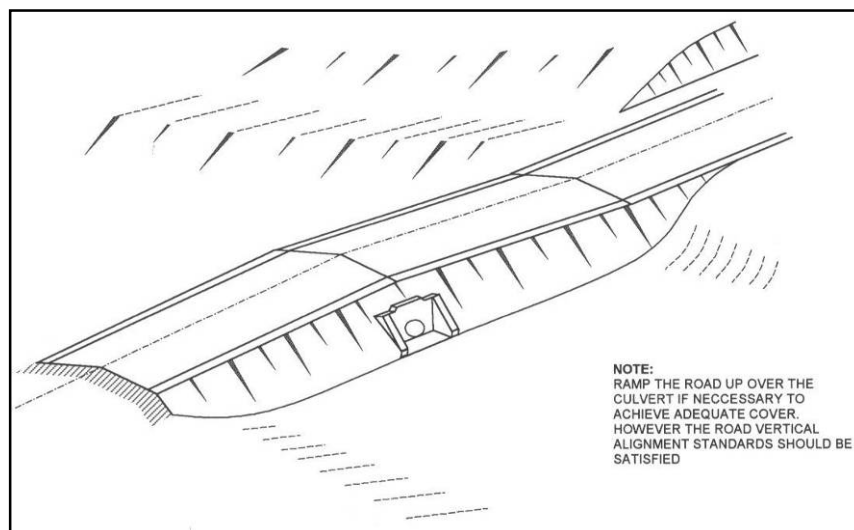 NOTE:
RAMP THE ROAD UP OVER THE
CULVERT IF NECCESSARY TO
ACHIEVE ADEQUATE COVER.
HOWEVER THE ROAD VERTICAL
ALIGNMENT STANDARDS SHOULD BE
SATISFIED